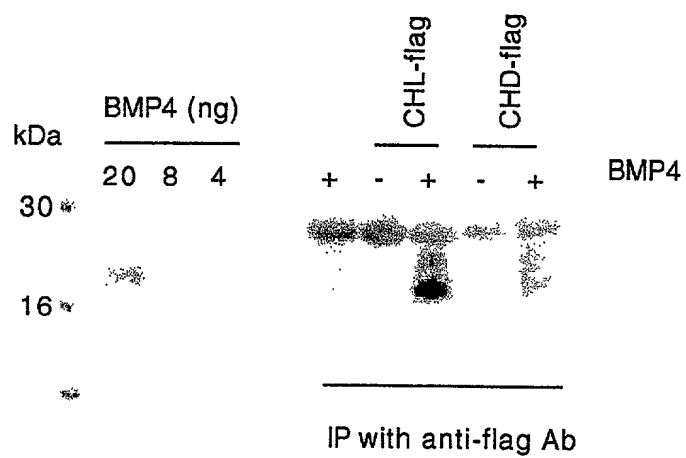 CHL-flag
CHD-flag
BMP4 (ng)
kDa
20 8 4
+ - + - +
BMP4
30
16
IP with anti-flag Ab